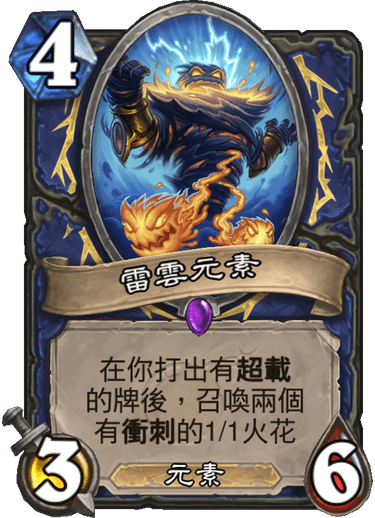 4
雷雲元素
在你打出有超載
的牌後，召喚兩個
有衝刺的1/1火花
3
元素
6